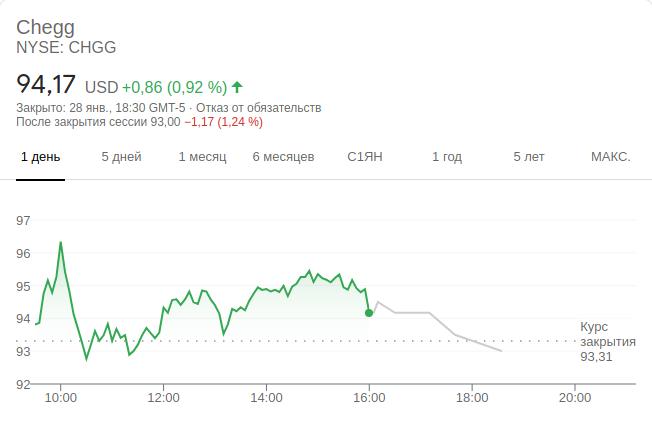 Chegg
NYSE: CHGG
94,17 USD +0,86 (0,92 %)
Закрыто: 28 янв., 18:30 GMT-5 · Отказ от обязательств
После закрытия сессии 93,00 −1,17 (1,24 %)
1 день 5 дней 1 месяц 6 месяцев С1ЯН 1 год 5 лет МАКС.
97
96
95
94
93
92
Курс
закрытия
93,31
10:00 12:00 14:00 16:00 18:00 20:00